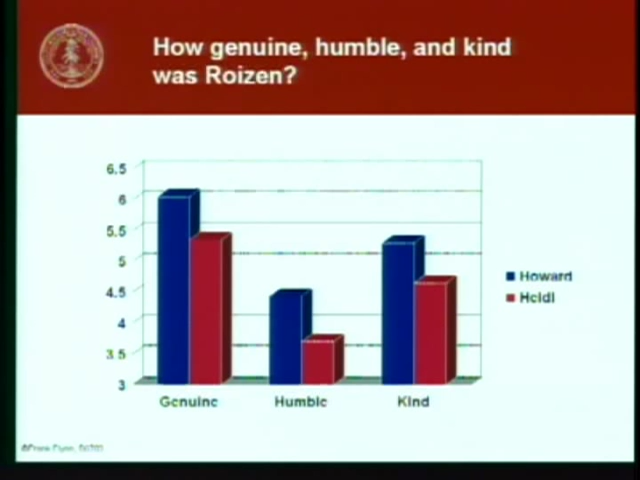 How genuine, humble, and kind
was Roizen?
6.5
6
5.5
5
4.5
4
3.5
3
Genuine
Humble
Kind
Howard
Heidi